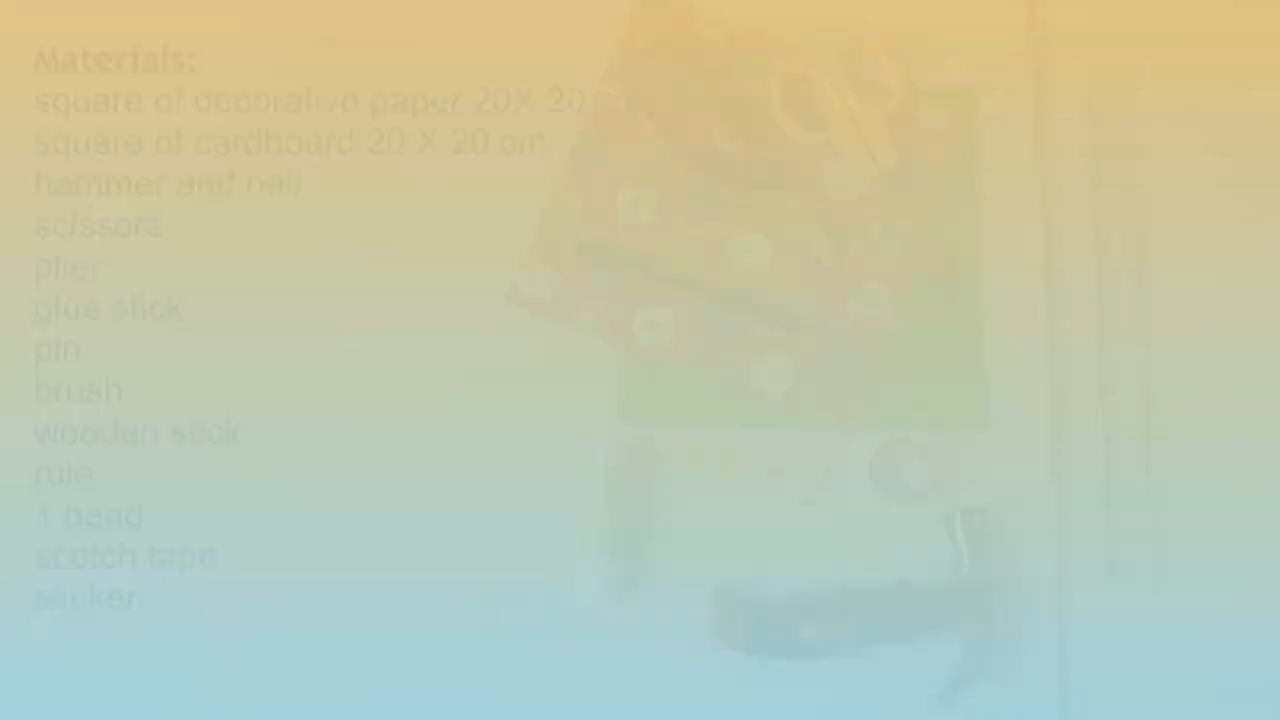 Materials:
square of decorative paper 20X 20
square of cardboard 20 X 20 cm
hammer and nail
scissors
plier
glue stick
pin
brush
wooden stick
rule
1 bead
scotch tape
sticker